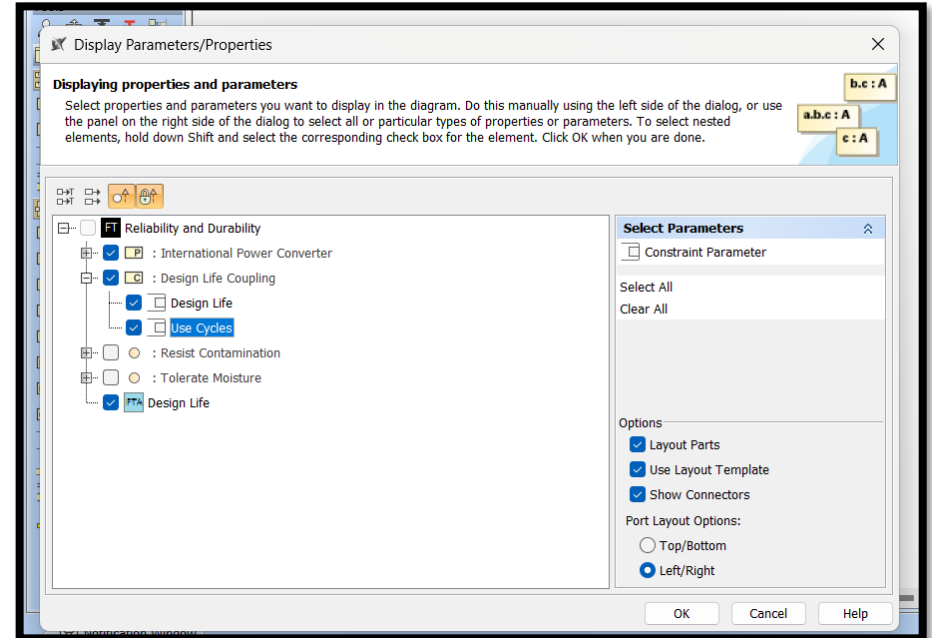 Display Parameters/Properties
Displaying properties and parameters
Select properties and parameters you want to display in the diagram. Do this manually using the left side of the dialog, or use
the panel on the right side of the dialog to select all or particular types of properties or parameters. To select nested
elements, hold down Shift and select the corresponding check box for the element. Click OK when you are done.
b.c : A
a.b.c : A
c : A
FT Reliability and Durability
P : International Power Converter
C : Design Life Coupling
Design Life
Use Cycles
: Resist Contamination
: Tolerate Moisture
FTA Design Life
Select Parameters
Constraint Parameter
Select All
Clear All
Options
Layout Parts
Use Layout Template
Show Connectors
Port Layout Options:
Top/Bottom
Left/Right
OK Cancel Help
Notification Window